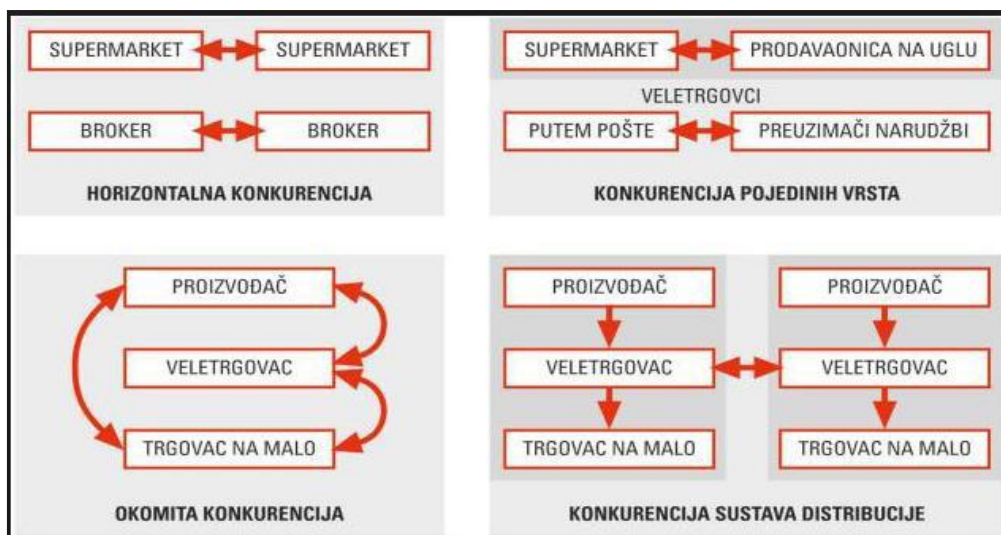 SUPERMARKET SUPERMARKET
BROKER BROKER
HORIZONTALNA KONKURENCIJA
SUPERMARKET PRODAVAONICA NA UGLU
VELETRGOVCI
PUTEM POŠTE PREUZIMAČI NARUDŽBI
KONKURENCIJA POJEDINIH VRSTA
PROIZVOĐAČ
VELETRGOVAC
TRGOVAC NA MALO
OKOMITA KONKURENCIJA
PROIZVOĐAČ PROIZVOĐAČ
VELETRGOVAC VELETRGOVAC
TRGOVAC NA MALO TRGOVAC NA MALO
KONKURENCIJA SUSTAVA DISTRIBUCIJE